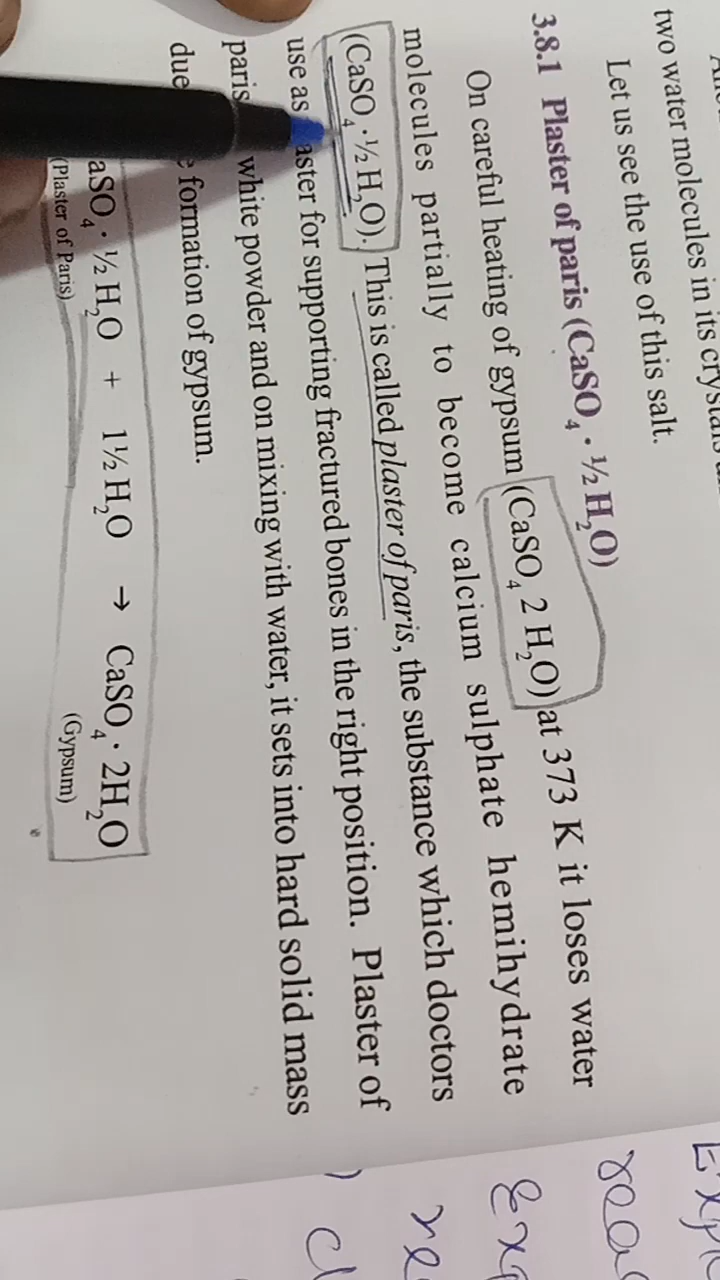 two water molecules in its crystals
Let us see the use of this salt.
3.8.1 Plaster of paris (CaSO₄ · ½ H₂O)
On careful heating of gypsum (CaSO₄ 2 H₂O) at 373 K it loses water
molecules partially to become calcium sulphate hemihydrate
(CaSO₄·½ H₂O). This is called plaster of paris, the substance which doctors
use as aster for supporting fractured bones in the right position. Plaster of
paris white powder and on mixing with water, it sets into hard solid mass
due formation of gypsum.
aSO₄ · ½ H₂O + 1½ H₂O → CaSO₄ · 2H₂O
(Plaster of Paris) (Gypsum)